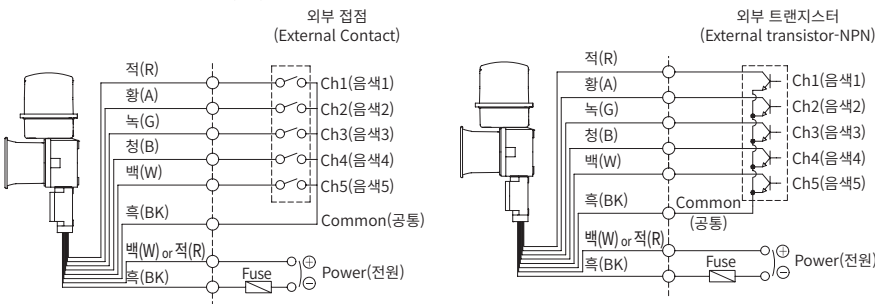 외부 접점
(External Contact)
적(R)
Ch1(음색1)
황(A)
Ch2(음색2)
녹(G)
Ch3(음색3)
청(B)
Ch4(음색4)
백(W)
Ch5(음색5)
흑(BK)
Common(공통)
백(W) or 적(R)
흑(BK)
Fuse
⊕
⊖
Power(전원)
외부 트랜지스터
(External transistor-NPN)
적(R)
Ch1(음색1)
황(A)
Ch2(음색2)
녹(G)
Ch3(음색3)
청(B)
Ch4(음색4)
백(W)
Ch5(음색5)
흑(BK)
Common
(공통)
백(W) or 적(R)
흑(BK)
Fuse
⊕
⊖
Power(전원)